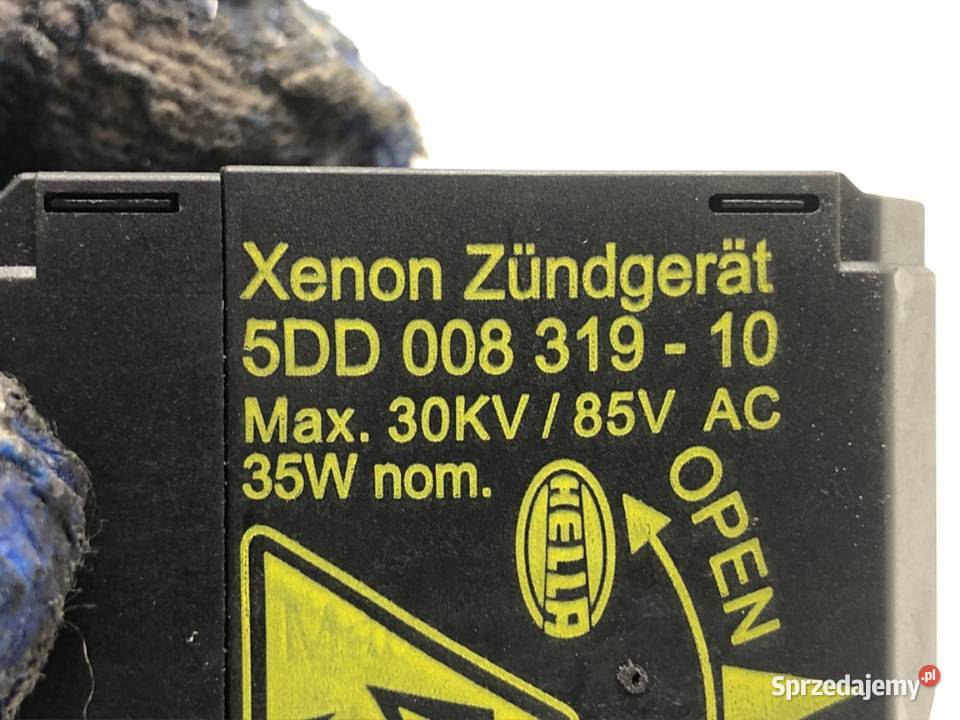 Xenon Zündgerät
5DD 008 319 - 10
Max. 30KV / 85V AC
35W nom.
HELLA
OPEN
Sprzedajemy.pl